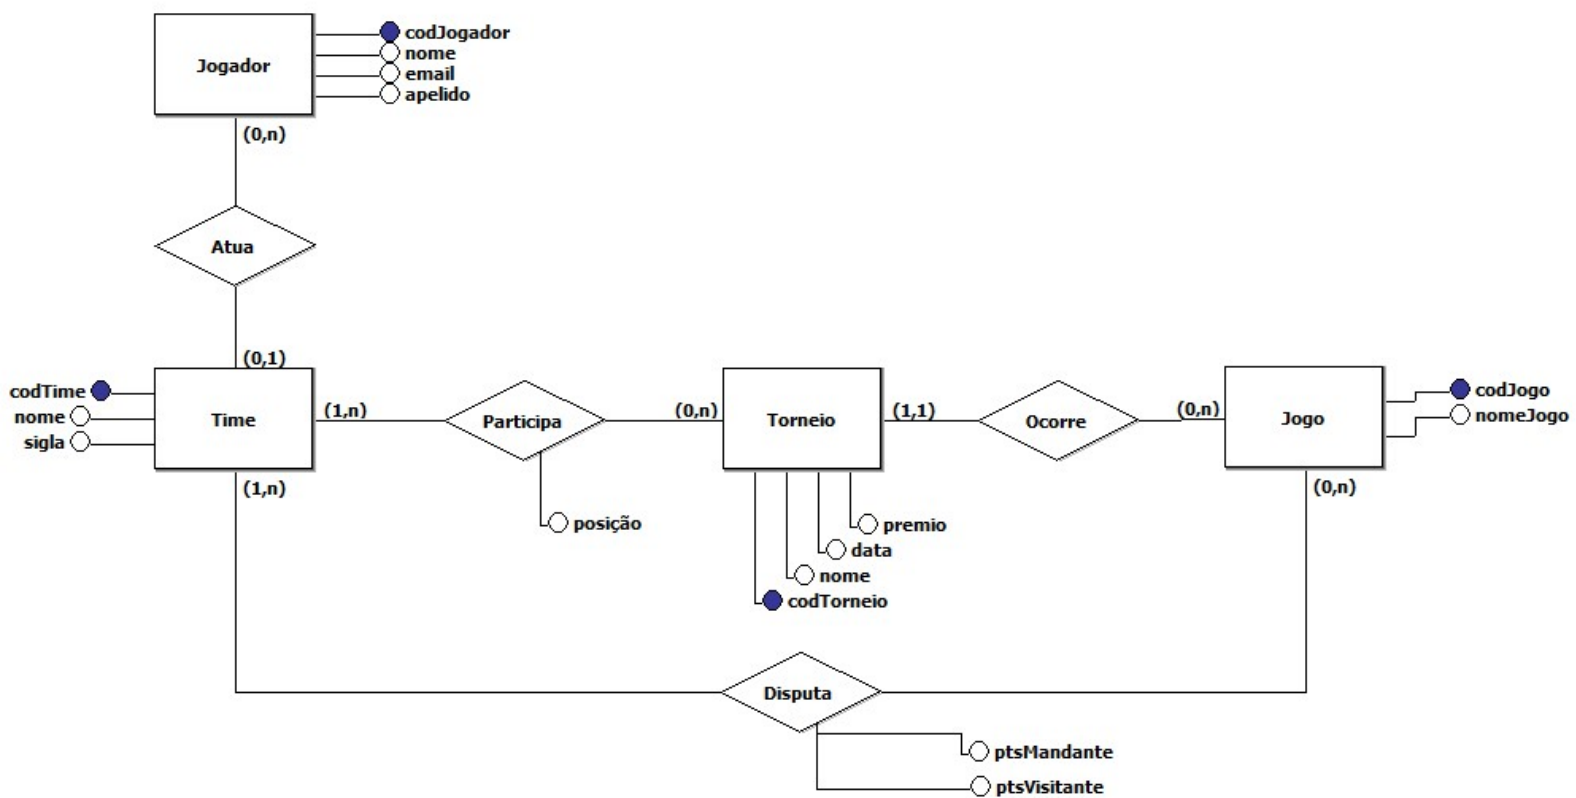 Jogador
codJogador
nome
email
apelido
(0,n)
Atua
(0,1)
codTime
nome
sigla
Time
(1,n)
Participa
(0,n)
Torneio
(1,1)
Ocorre
(0,n)
Jogo
codJogo
nomeJogo
(1,n)
(0,n)
posição
premio
data
nome
codTorneio
Disputa
ptsMandante
ptsVisitante